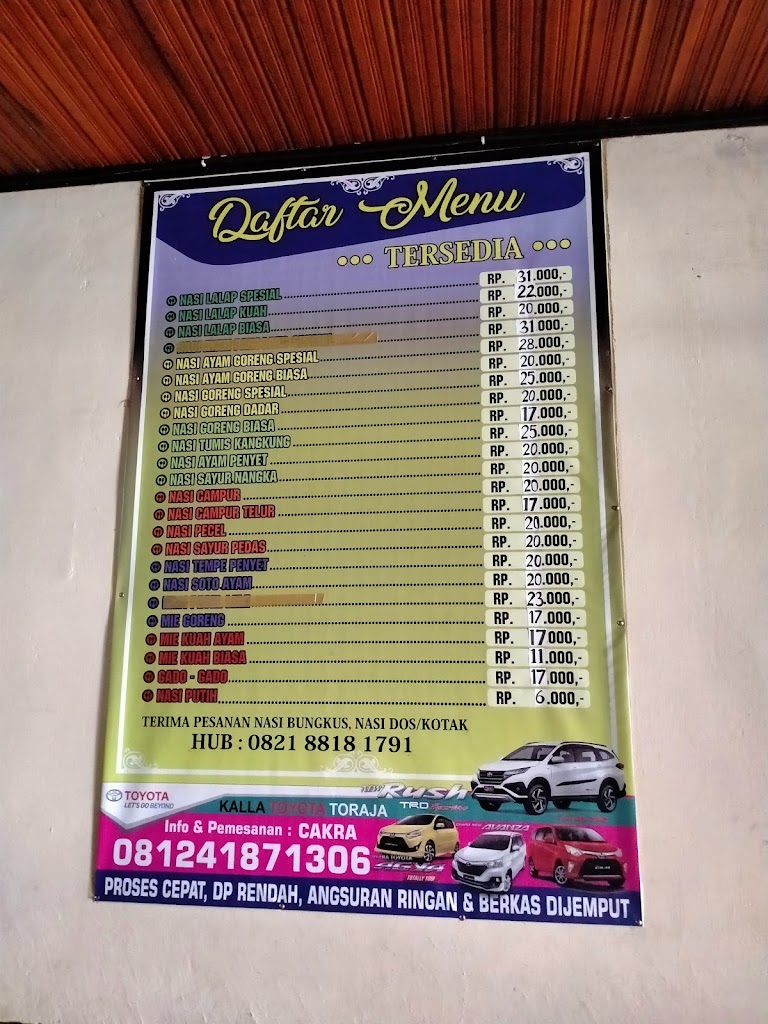 Daftar Menu
••• TERSEDIA •••
NASI LALAP SPESIAL RP. 31.000,-
NASI LALAP KUAH RP. 22.000,-
NASI LALAP BIASA RP. 20.000,-
RP. 31.000,-
NASI AYAM GORENG SPESIAL RP. 28.000,-
NASI AYAM GORENG BIASA RP. 20.000,-
NASI GORENG SPESIAL RP. 25.000,-
NASI GORENG DADAR RP. 20.000,-
NASI GORENG BIASA RP. 17.000,-
NASI TUMIS KANGKUNG RP. 25.000,-
NASI AYAM PENYET RP. 20.000,-
NASI SAYUR NANGKA RP. 20.000,-
NASI CAMPUR RP. 20.000,-
NASI CAMPUR TELUR RP. 17.000,-
NASI PECEL RP. 20.000,-
NASI SAYUR PEDAS RP. 20.000,-
NASI TEMPE PENYET RP. 20.000,-
NASI SOTO AYAM RP. 20.000,-
RP. 23.000,-
MIE GORENG RP. 17.000,-
MIE KUAH AYAM RP. 17.000,-
MIE KUAH BIASA RP. 11.000,-
GADO - GADO RP. 17.000,-
NASI PUTIH RP. 6.000,-
TERIMA PESANAN NASI BUNGKUS, NASI DOS/KOTAK
HUB : 0821 8818 1791
TOYOTA
LET'S GO BEYOND
KALLA TOYOTA TORAJA
NEW Rush
TRD Sportivo
Info & Pemesanan : CAKRA
081241871306
AGYA
TOTALLY YOU!
AVANZA
PROSES CEPAT, DP RENDAH, ANGSURAN RINGAN & BERKAS DIJEMPUT